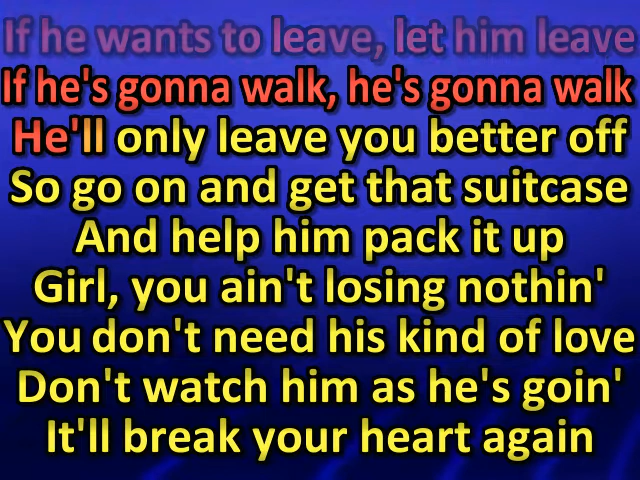 If he wants to leave, let him leave
If he's gonna walk, he's gonna walk
He'll only leave you better off
So go on and get that suitcase
And help him pack it up
Girl, you ain't losing nothin'
You don't need his kind of love
Don't watch him as he's goin'
It'll break your heart again